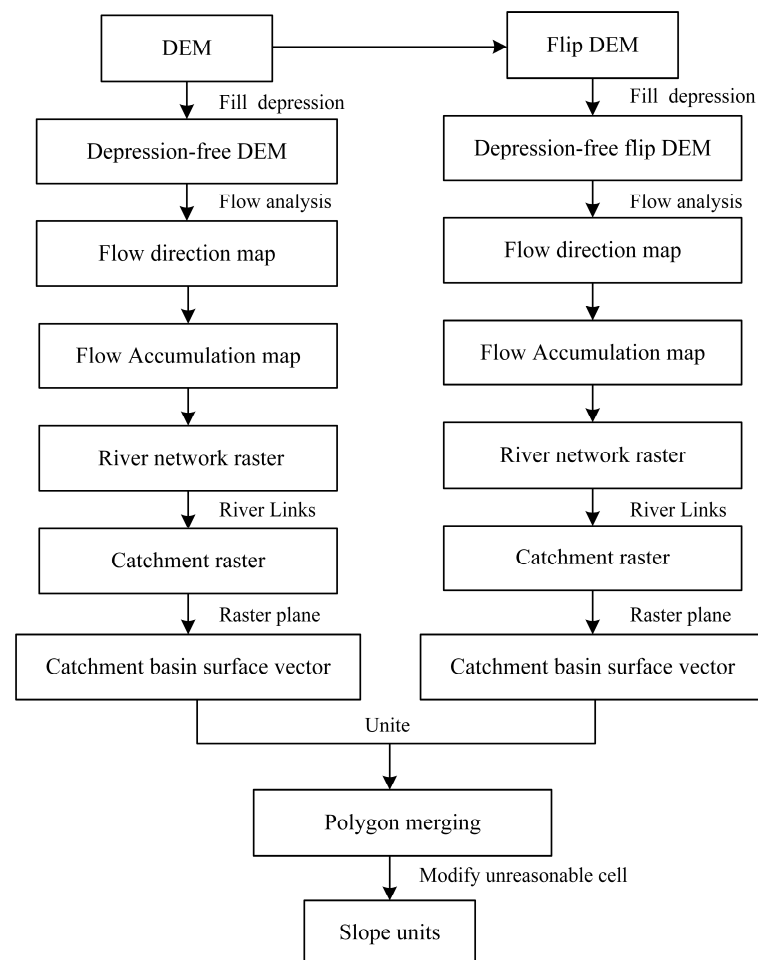 DEM
Flip DEM
Fill depression
Fill depression
Depression-free DEM
Depression-free flip DEM
Flow analysis
Flow analysis
Flow direction map
Flow direction map
Flow Accumulation map
Flow Accumulation map
River network raster
River network raster
River Links
River Links
Catchment raster
Catchment raster
Raster plane
Raster plane
Catchment basin surface vector
Catchment basin surface vector
Unite
Polygon merging
Modify unreasonable cell
Slope units